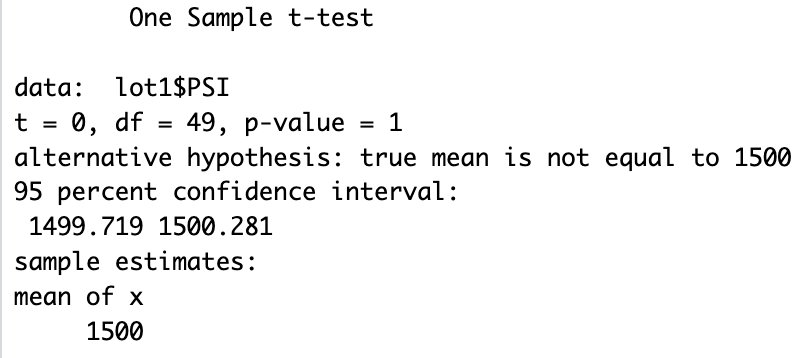 One Sample t-test
data:  lot1$PSI
t = 0, df = 49, p-value = 1
alternative hypothesis: true mean is not equal to 1500
95 percent confidence interval:
1499.719 1500.281
sample estimates:
mean of x
1500